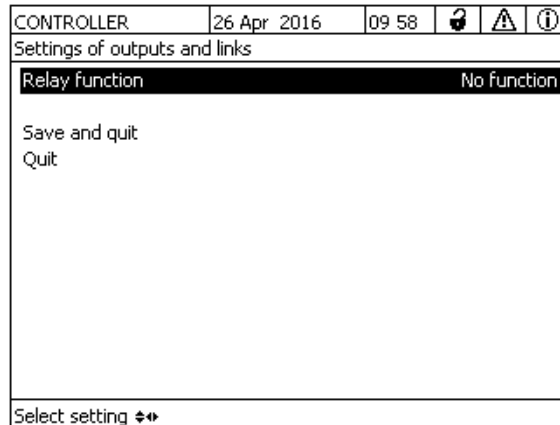 CONTROLLER 26 Apr 2016 09 58
Settings of outputs and links
Relay function No function
Save and quit
Quit
Select setting